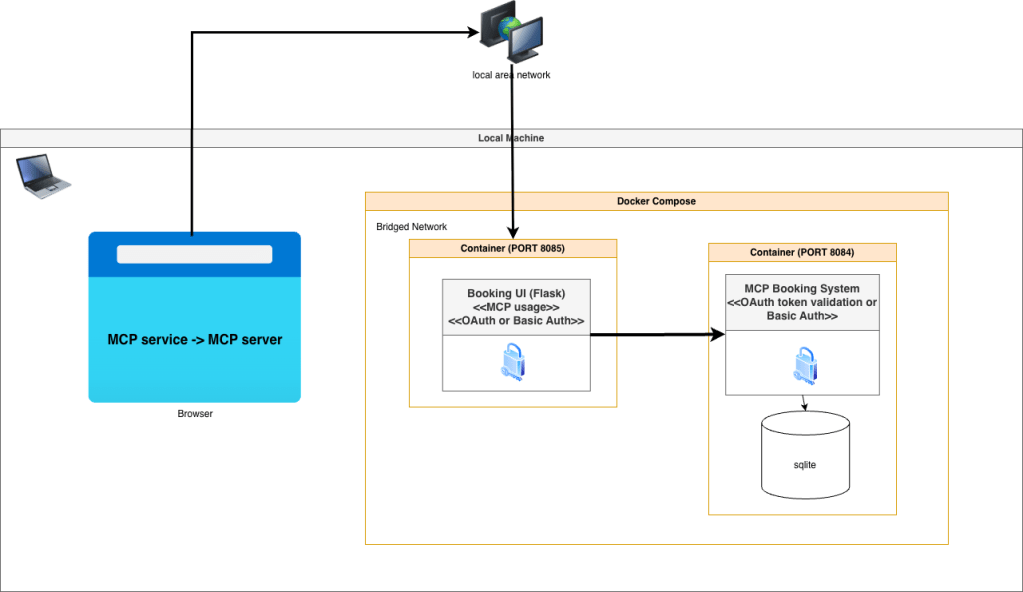 local area network
Local Machine
Docker Compose
Bridged Network
Container (PORT 8085)
Container (PORT 8084)
Booking UI (Flask)
<<MCP usage>>
<<OAuth or Basic Auth>>
MCP Booking System
<<OAuth token validation or
Basic Auth>>
MCP service -> MCP server
Browser
sqlite